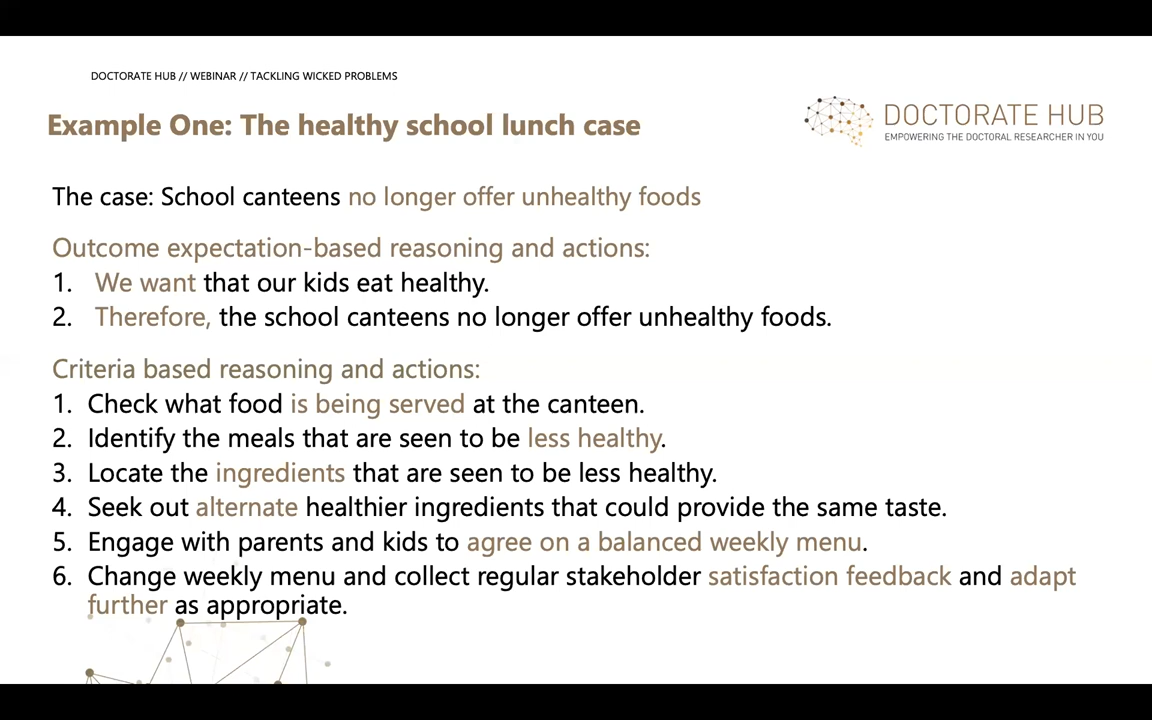 DOCTORATE HUB // WEBINAR // TACKLING WICKED PROBLEMS
Example One: The healthy school lunch case
DOCTORATE HUB
EMPOWERING THE DOCTORAL RESEARCHER IN YOU
The case: School canteens no longer offer unhealthy foods
Outcome expectation-based reasoning and actions:
1. We want that our kids eat healthy.
2. Therefore, the school canteens no longer offer unhealthy foods.
Criteria based reasoning and actions:
1. Check what food is being served at the canteen.
2. Identify the meals that are seen to be less healthy.
3. Locate the ingredients that are seen to be less healthy.
4. Seek out alternate healthier ingredients that could provide the same taste.
5. Engage with parents and kids to agree on a balanced weekly menu.
6. Change weekly menu and collect regular stakeholder satisfaction feedback and adapt
further as appropriate.